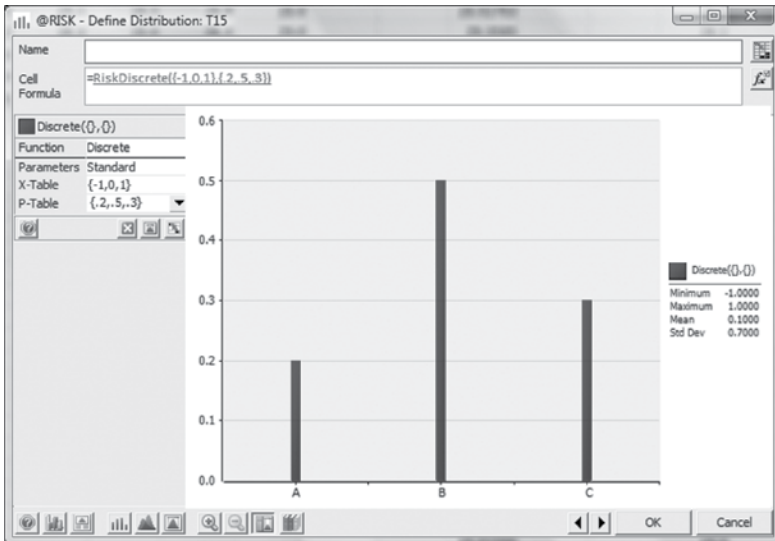 @RISK - Define Distribution: T15
Name
Cell Formula
=RiskDiscrete({-1,0,1},{.2,.5,.3})
Discrete({},{})
Function Discrete
Parameters Standard
X-Table {-1,0,1}
P-Table {.2,.5,.3}
0.6
0.5
0.4
0.3
0.2
0.1
0.0
A B C
Discrete({},{})
Minimum -1.0000
Maximum 1.0000
Mean 0.1000
Std Dev 0.7000
OK
Cancel